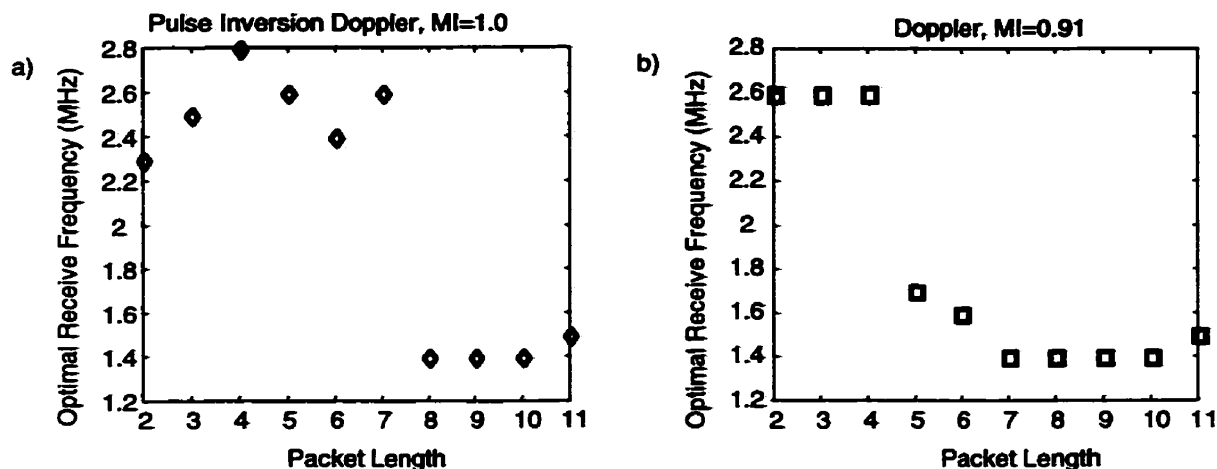 Pulse Inversion Doppler, MI=1.0
a)
Optimal Receive Frequency (MHz)
2.8
2.6
2.4
2.2
2
1.8
1.6
1.4
1.2
2 3 4 5 6 7 8 9 10 11
Packet Length
Doppler, MI=0.91
b)
Optimal Receive Frequency (MHz)
2.8
2.6
2.4
2.2
2
1.8
1.6
1.4
1.2
2 3 4 5 6 7 8 9 10 11
Packet Length